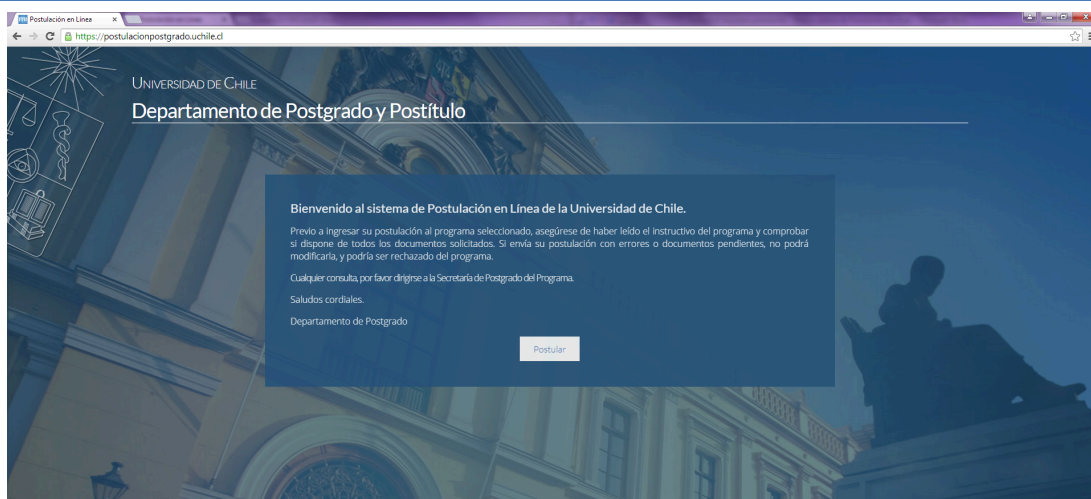 Postulación en Línea
https://postulacionpostgrado.uchile.cl
UNIVERSIDAD DE CHILE
Departamento de Postgrado y Postítulo
Bienvenido al sistema de Postulación en Línea de la Universidad de Chile.
Previo a ingresar su postulación al programa seleccionado, asegúrese de haber leído el instructivo del programa y comprobar
si dispone de todos los documentos solicitados. Si envía su postulación con errores o documentos pendientes, no podrá
modificarla, y podría ser rechazado del programa.
Cualquier consulta, por favor dirigirse a la Secretaría de Postgrado del Programa.
Saludos cordiales.
Departamento de Postgrado
Postular